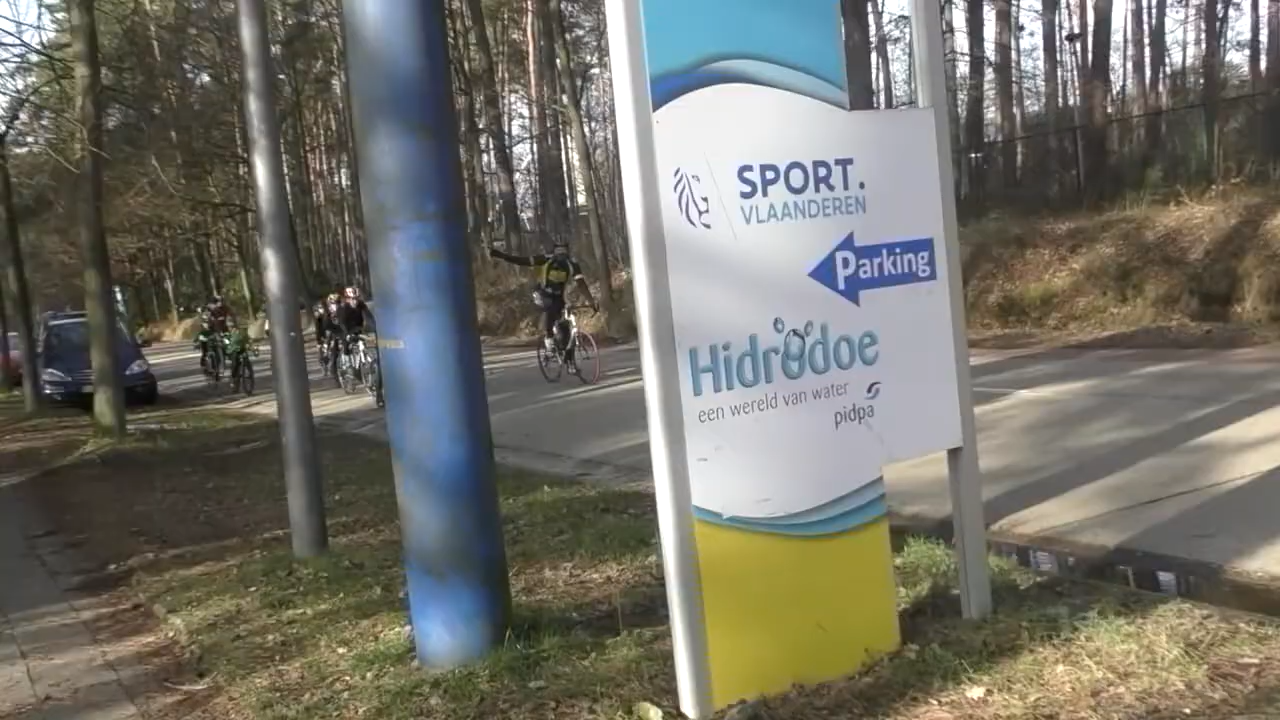 SPORT.
VLAANDEREN
Parking
Hidrodoe
een wereld van water
pidpa